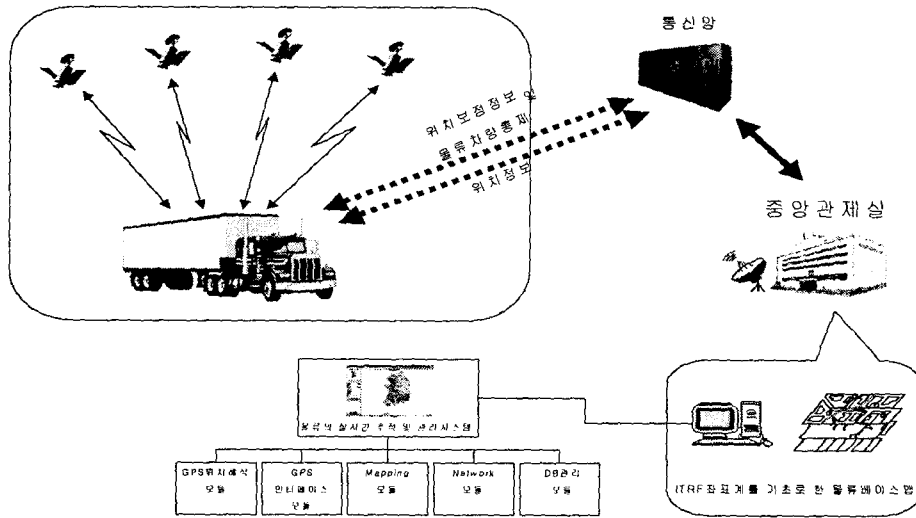 통신망
위치보정정보 및
물류차량통제
위치정보
중앙관제실
물류의 실시간 추적 및 관리시스템
GPS위치해석
모듈
GPS
인터페이스
모듈
Mapping
모듈
Network
모듈
DB관리
모듈
ITRF좌표계를 기초로 한 물류베이스맵